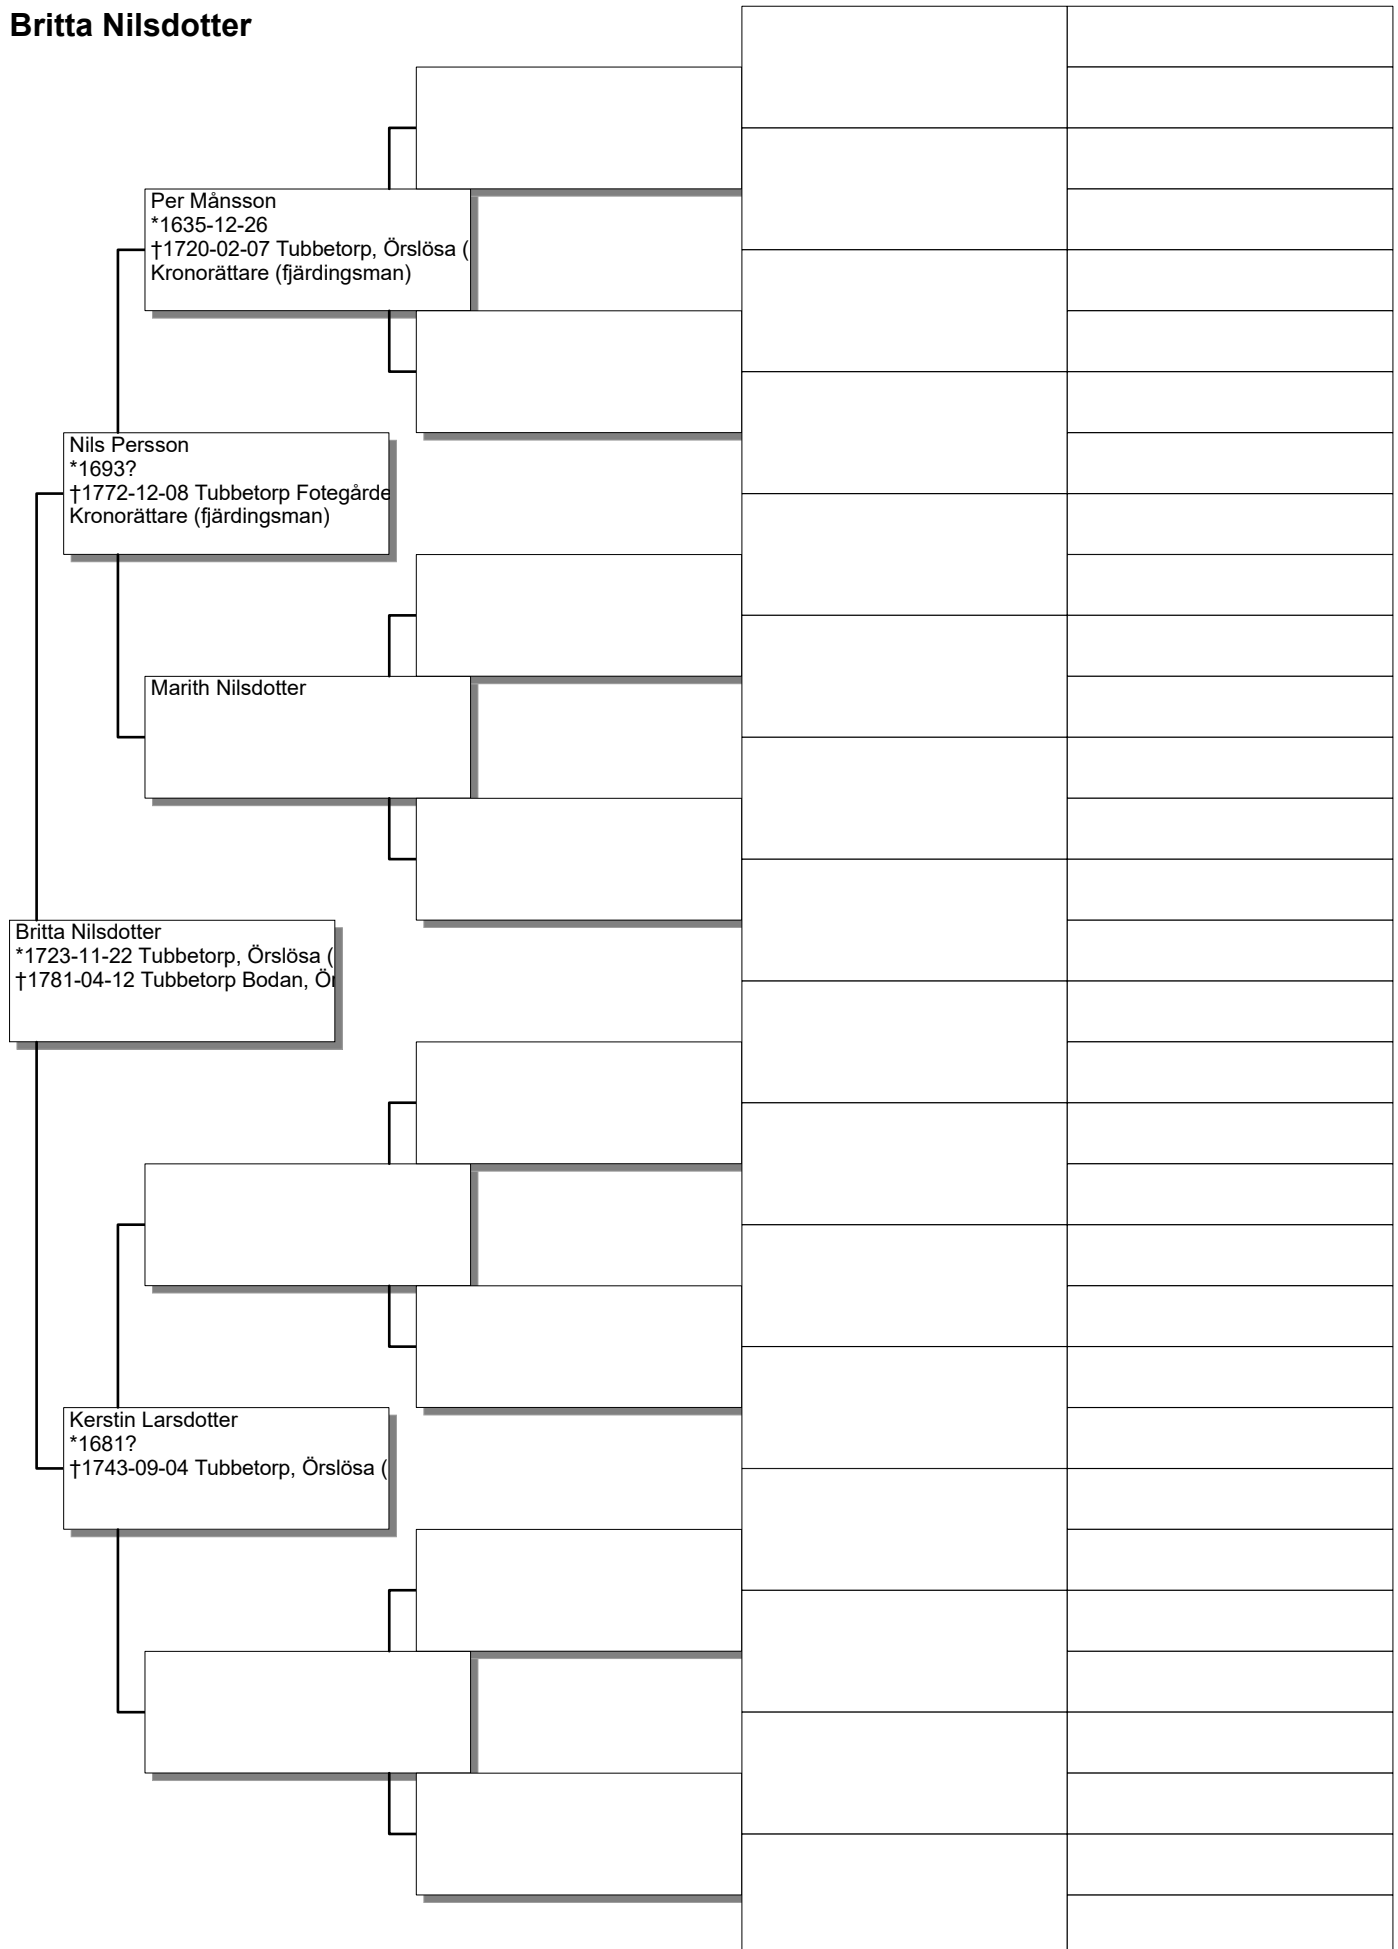 Britta Nilsdotter
Per Månsson
*1635-12-26
†1720-02-07 Tubbetorp, Örslösa (
Kronorättare (fjärdingsman)
Nils Persson
*1693?
†1772-12-08 Tubbetorp Fotegårde
Kronorättare (fjärdingsman)
Marith Nilsdotter
Britta Nilsdotter
*1723-11-22 Tubbetorp, Örslösa (
†1781-04-12 Tubbetorp Bodan, Ö
Kerstin Larsdotter
*1681?
†1743-09-04 Tubbetorp, Örslösa (